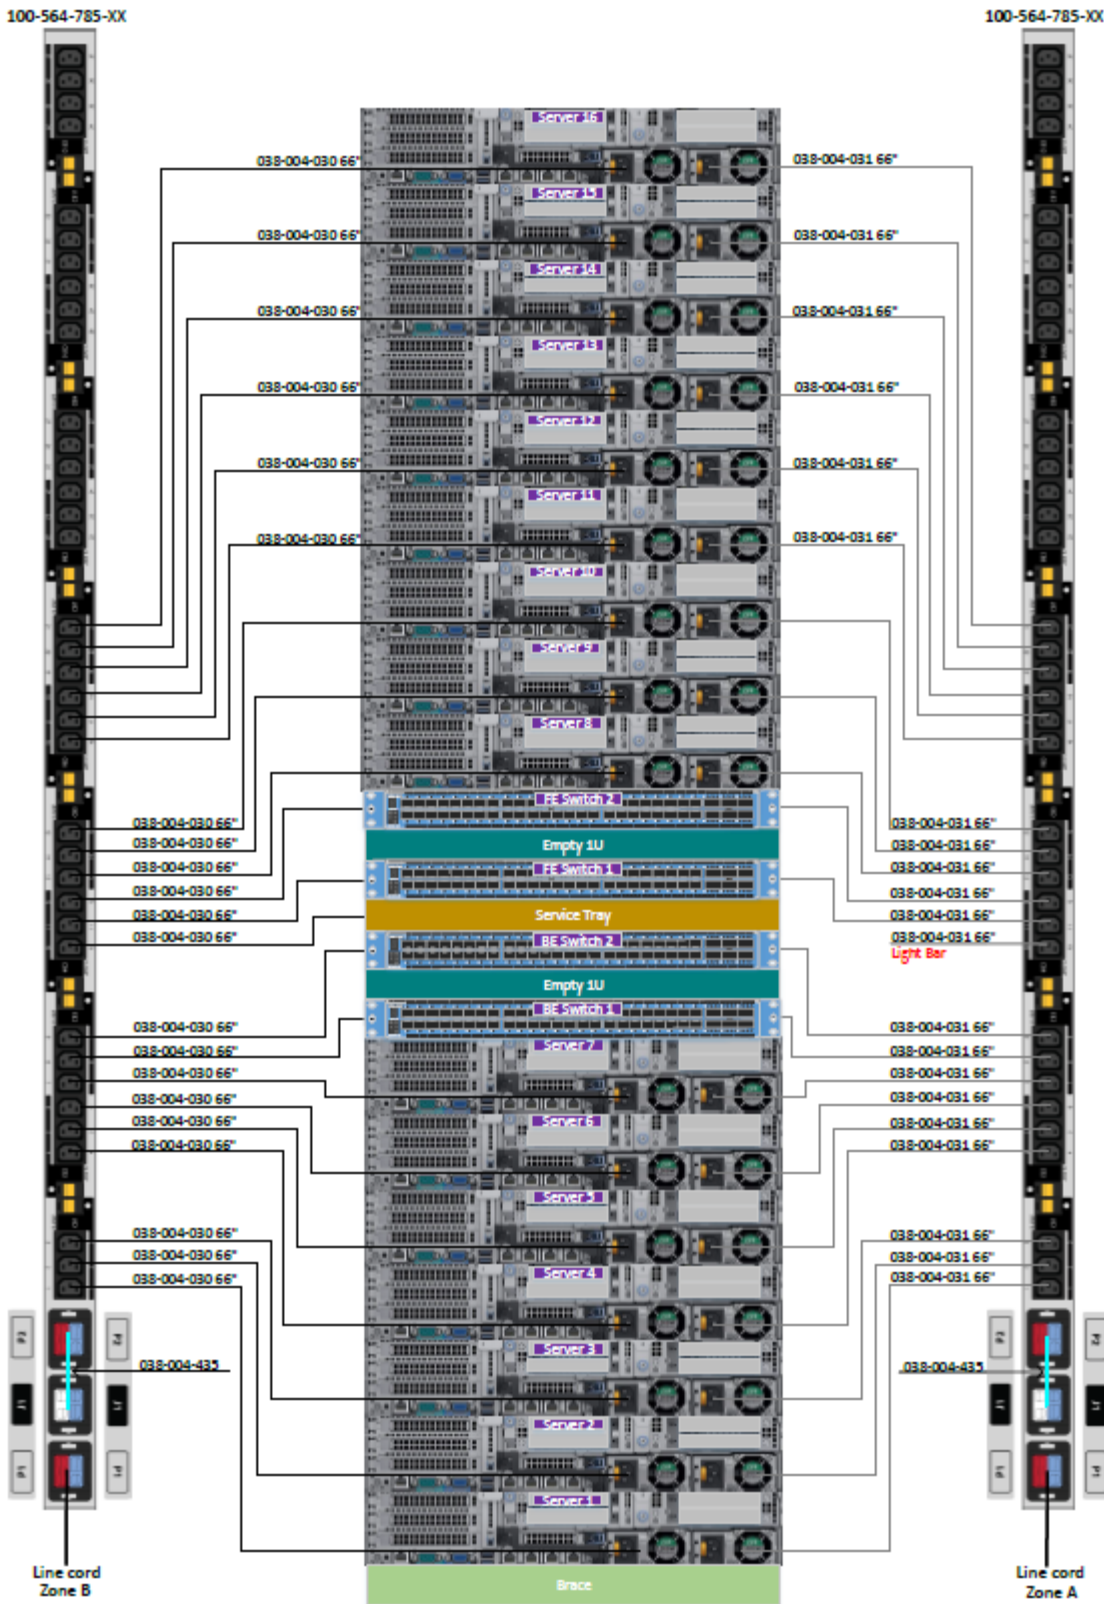 100-564-785-XX
100-564-785-XX
Server 16
038-004-030 66"
038-004-031 66"
Server 15
038-004-030 66"
038-004-031 66"
Server 14
038-004-030 66"
038-004-031 66"
Server 13
038-004-030 66"
038-004-031 66"
Server 12
038-004-030 66"
038-004-031 66"
Server 11
038-004-030 66"
038-004-031 66"
Server 10
Server 9
Server 8
FE Switch 2
038-004-030 66"
038-004-031 66"
Empty 1U
038-004-030 66"
038-004-031 66"
FE Switch 1
038-004-030 66"
038-004-031 66"
038-004-030 66"
038-004-031 66"
Service Tray
038-004-030 66"
038-004-031 66"
BE Switch 2
038-004-030 66"
038-004-031 66"
Light Bar
Empty 1U
BE Switch 1
038-004-030 66"
038-004-031 66"
Server 7
038-004-030 66"
038-004-031 66"
038-004-030 66"
038-004-031 66"
038-004-030 66"
038-004-031 66"
Server 6
038-004-030 66"
038-004-031 66"
038-004-030 66"
038-004-031 66"
Server 5
038-004-030 66"
038-004-031 66"
038-004-030 66"
038-004-031 66"
Server 4
038-004-030 66"
038-004-031 66"
Server 3
P2
P2
P2
P2
038-004-435
038-004-435
J1
J1
J1
J1
Server 2
P1
P1
P1
P1
Server 1
Line cord
Zone B
Line cord
Zone A
Brace